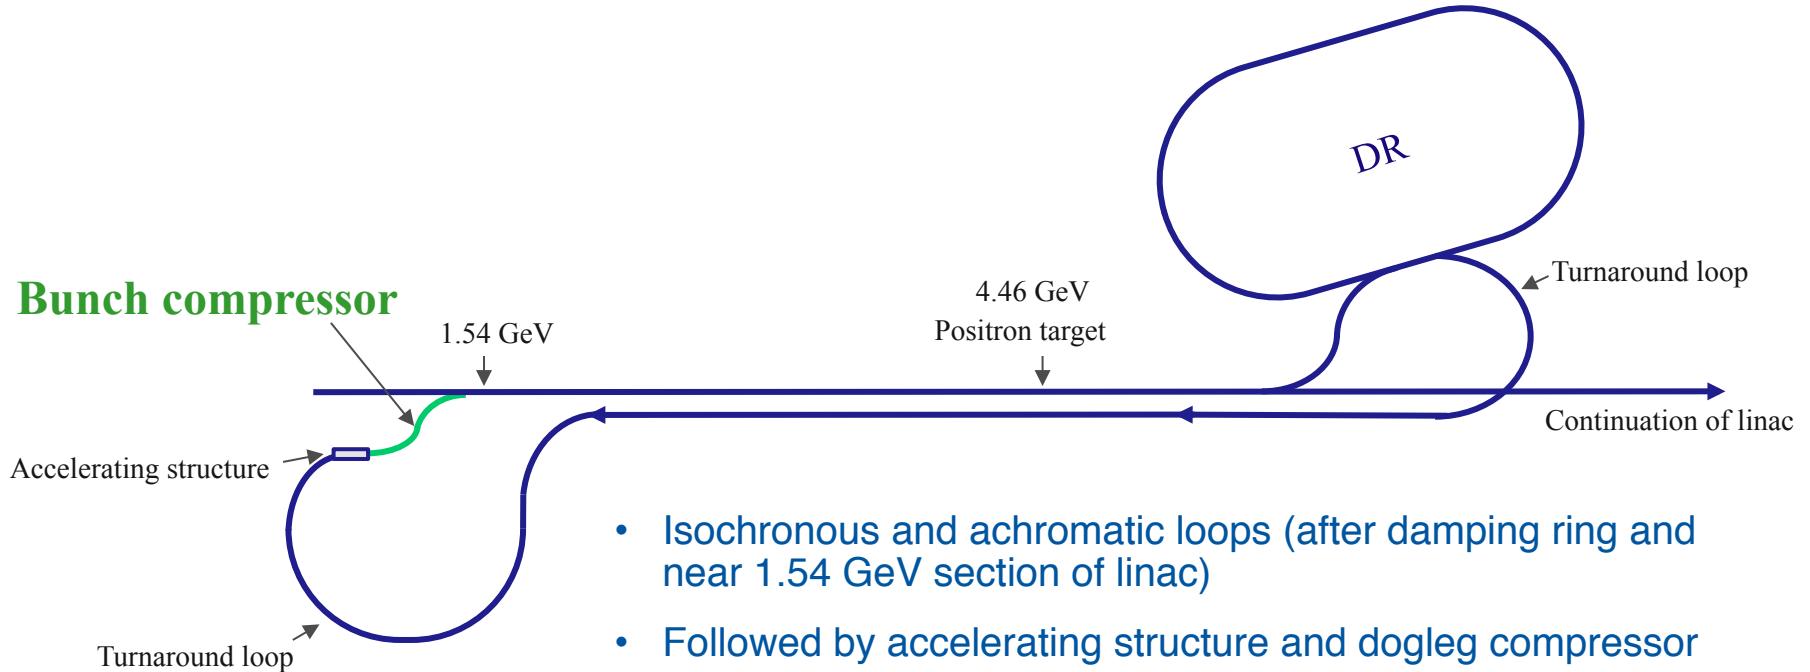 DR
Turnaround loop
Bunch compressor
4.46 GeV
Positron target
1.54 GeV
Continuation of linac
Accelerating structure
• Isochronous and achromatic loops (after damping ring and
near 1.54 GeV section of linac)
• Followed by accelerating structure and dogleg compressor
Turnaround loop